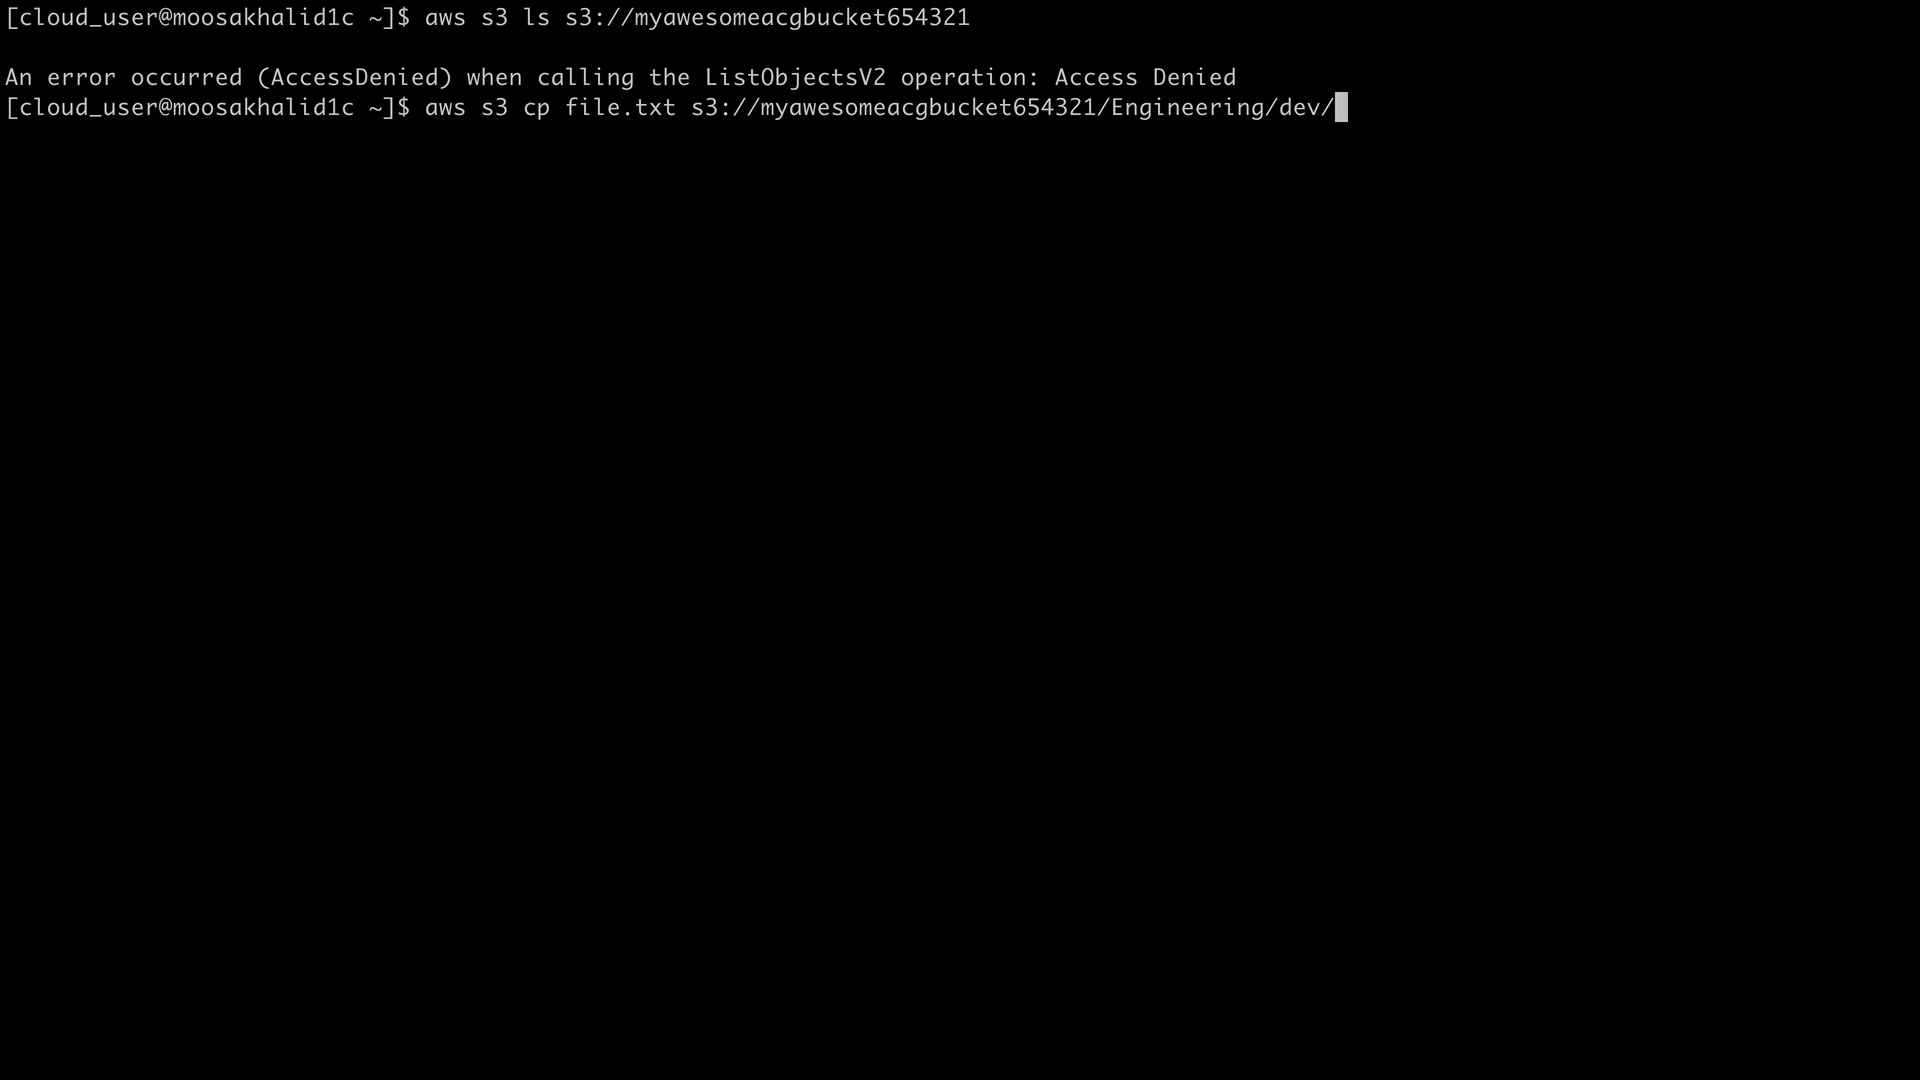 [cloud_user@moosakhalid1c ~]$ aws s3 ls s3://myawesomeacgbucket654321
An error occurred (AccessDenied) when calling the ListObjectsV2 operation: Access Denied
[cloud_user@moosakhalid1c ~]$ aws s3 cp file.txt s3://myawesomeacgbucket654321/Engineering/dev/